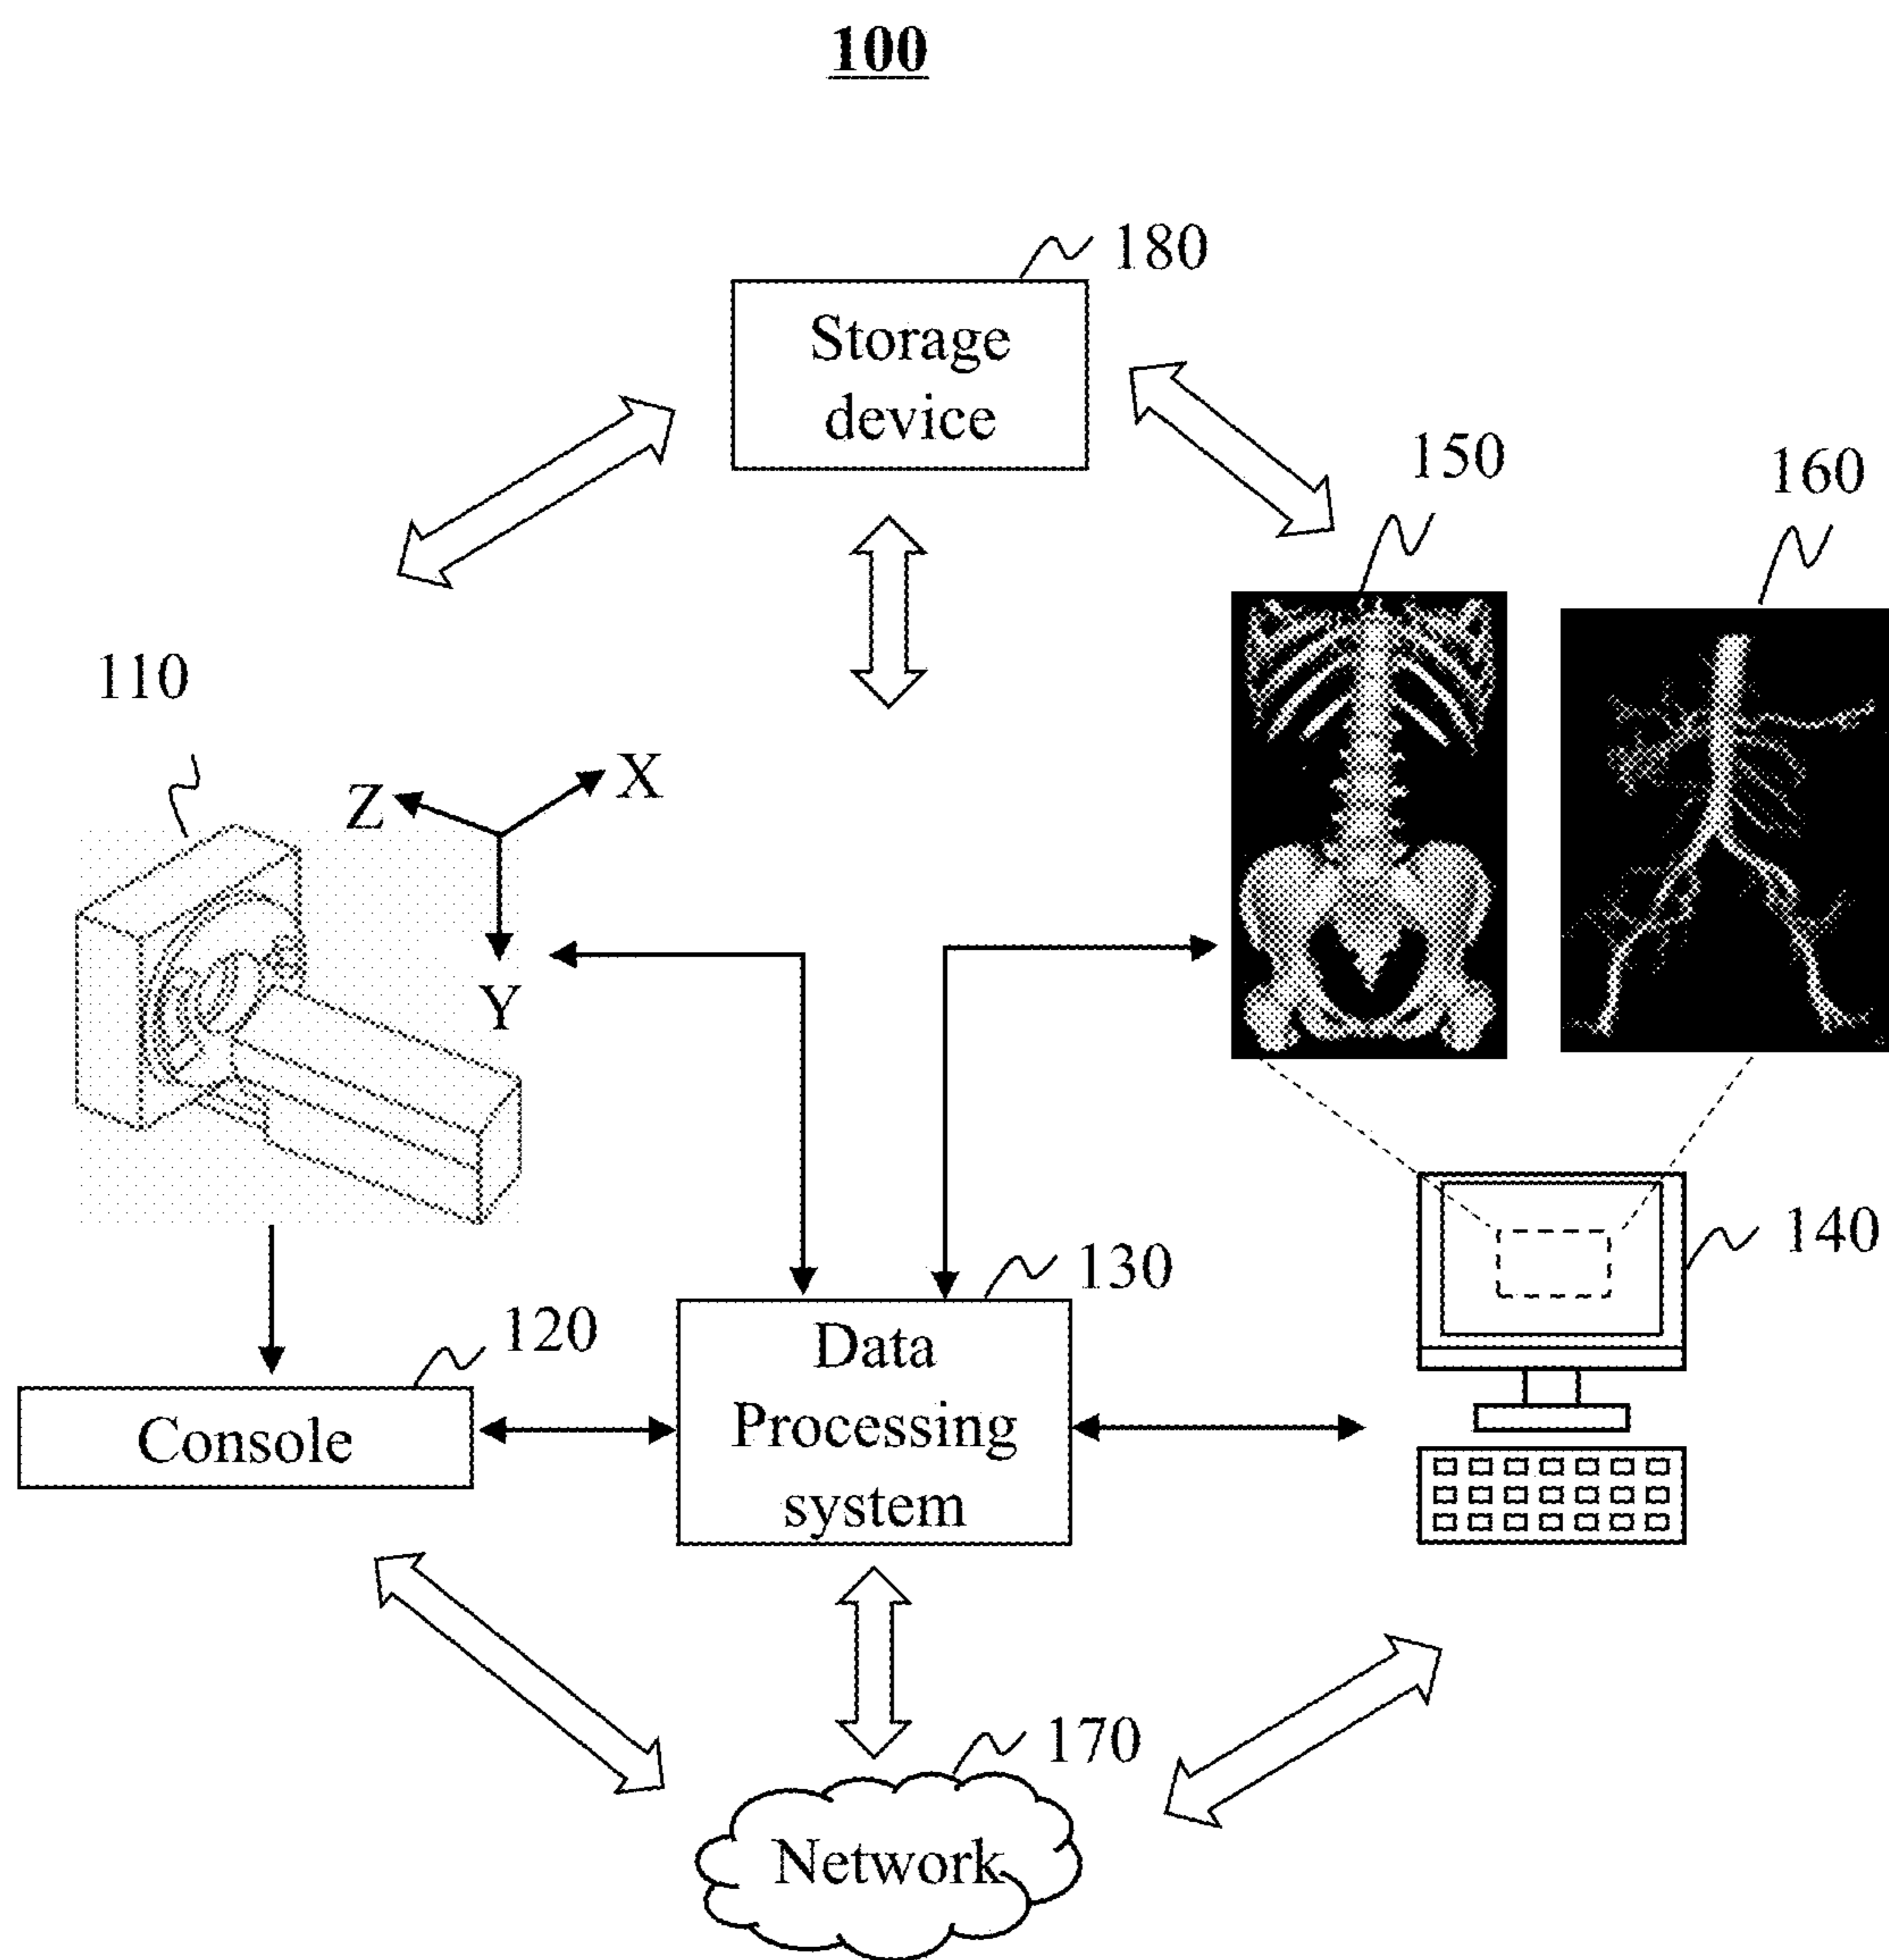 100
180
Storage
device
150
160
110
X
Z
Y
130
140
120
Data
Processing
system
Console
170
Network